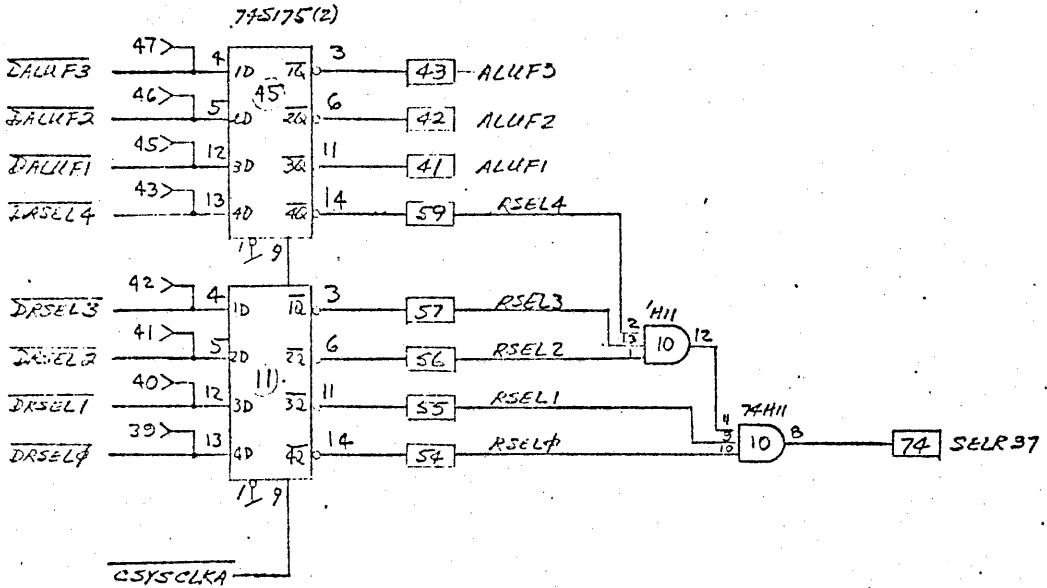 74S175(2)
47 4 1D 1Q 3 43 ALUF3
DALUF3
45
46 5 2D 2Q 6 42 ALUF2
DALUF2
45 12 3D 3Q 11 41 ALUF1
DALUF1
43 13 4D 4Q 14 59 RSEL4
DRSEL4
1 9
42 4 1D 1Q 3 57 RSEL3
DRSEL3
'H11
2
10 12
1
41 5 2D 2Q 6 56 RSEL2
DRSEL2
11
40 12 3D 3Q 11 55 RSEL1
DRSEL1
74H11
10 8 74 SELR37
10
39 13 4D 4Q 14 54 RSELφ
DRSELφ
1 9
CSYSCLKA